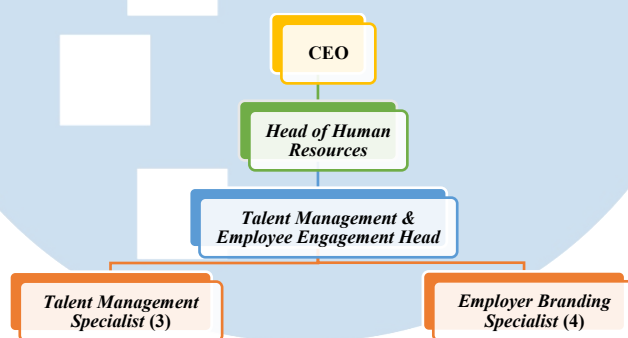 CEO
Head of Human
Resources
Talent Management &
Employee Engagement Head
Talent Management
Specialist (3)
Employer Branding
Specialist (4)